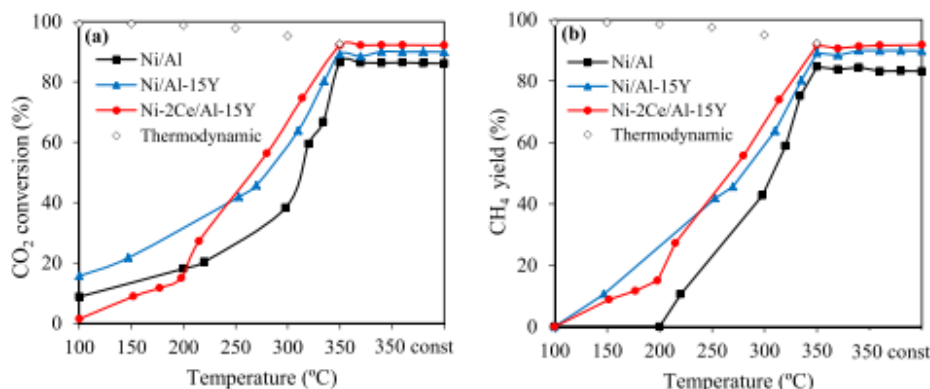 (a)
Ni/Al
Ni/Al-15Y
Ni-2Ce/Al-15Y
Thermodynamic
CO₂ conversion (%)
100
80
60
40
20
0
100 150 200 250 300 350 350 const
Temperature (ºC)
(b)
Ni/Al
Ni/Al-15Y
Ni-2Ce/Al-15Y
Thermodynamic
CH₄ yield (%)
100
80
60
40
20
0
100 150 200 250 300 350 350 const
Temperature (ºC)